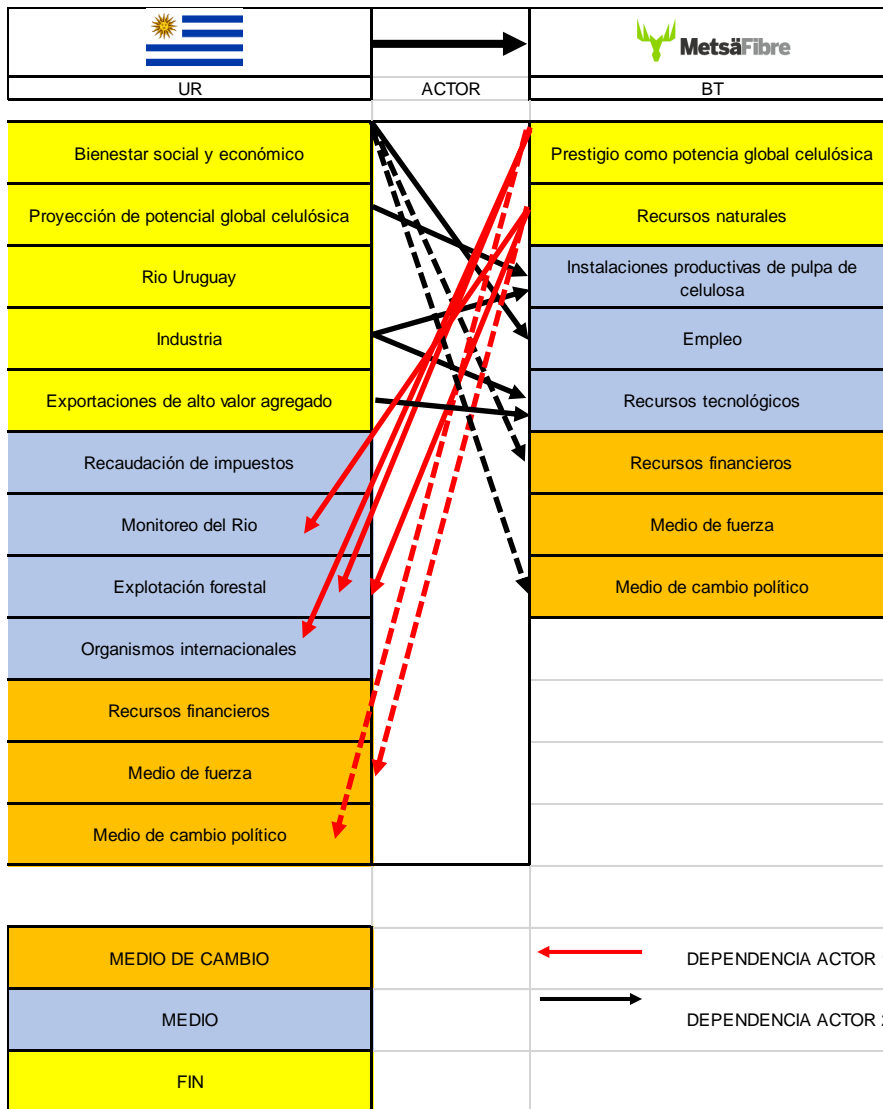 MetsäFibre
UR ACTOR BT
Bienestar social y económico
Prestigio como potencia global celulósica
Proyección de potencial global celulósica
Recursos naturales
Rio Uruguay
Instalaciones productivas de pulpa de
celulosa
Industria
Empleo
Exportaciones de alto valor agregado
Recursos tecnológicos
Recaudación de impuestos
Recursos financieros
Monitoreo del Rio
Medio de fuerza
Explotación forestal
Medio de cambio político
Organismos internacionales
Recursos financieros
Medio de fuerza
Medio de cambio político
MEDIO DE CAMBIO
DEPENDENCIA ACTOR
MEDIO
DEPENDENCIA ACTOR
FIN